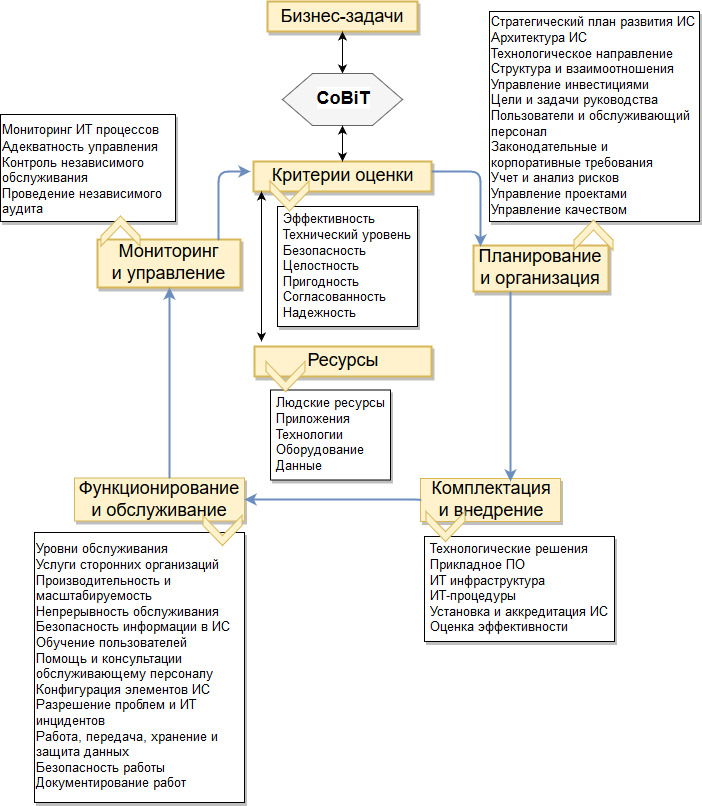 Бизнес-задачи
CoBiT
Критерии оценки
Эффективность
Технический уровень
Безопасность
Целостность
Пригодность
Согласованность
Надежность
Стратегический план развития ИС
Архитектура ИС
Технологическое направление
Структура и взаимоотношения
Управление инвестициями
Цели и задачи руководства
Пользователи и обслуживающий
персонал
Законодательные и
корпоративные требования
Учет и анализ рисков
Управление проектами
Управление качеством
Планирование
и организация
Мониторинг ИТ процессов
Адекватность управления
Контроль независимого
обслуживания
Проведение независимого
аудита
Мониторинг
и управление
Ресурсы
Людские ресурсы
Приложения
Технологии
Оборудование
Данные
Комплектация
и внедрение
Технологические решения
Прикладное ПО
ИТ инфраструктура
ИТ-процедуры
Установка и аккредитация ИС
Оценка эффективности
Функционирование
и обслуживание
Уровни обслуживания
Услуги сторонних организаций
Производительность и
масштабируемость
Непрерывность обслуживания
Безопасность информации в ИС
Обучение пользователей
Помощь и консультации
обслуживающему персоналу
Конфигурация элементов ИС
Разрешение проблем и ИТ
инцидентов
Работа, передача, хранение и
защита данных
Безопасность работы
Документирование работ